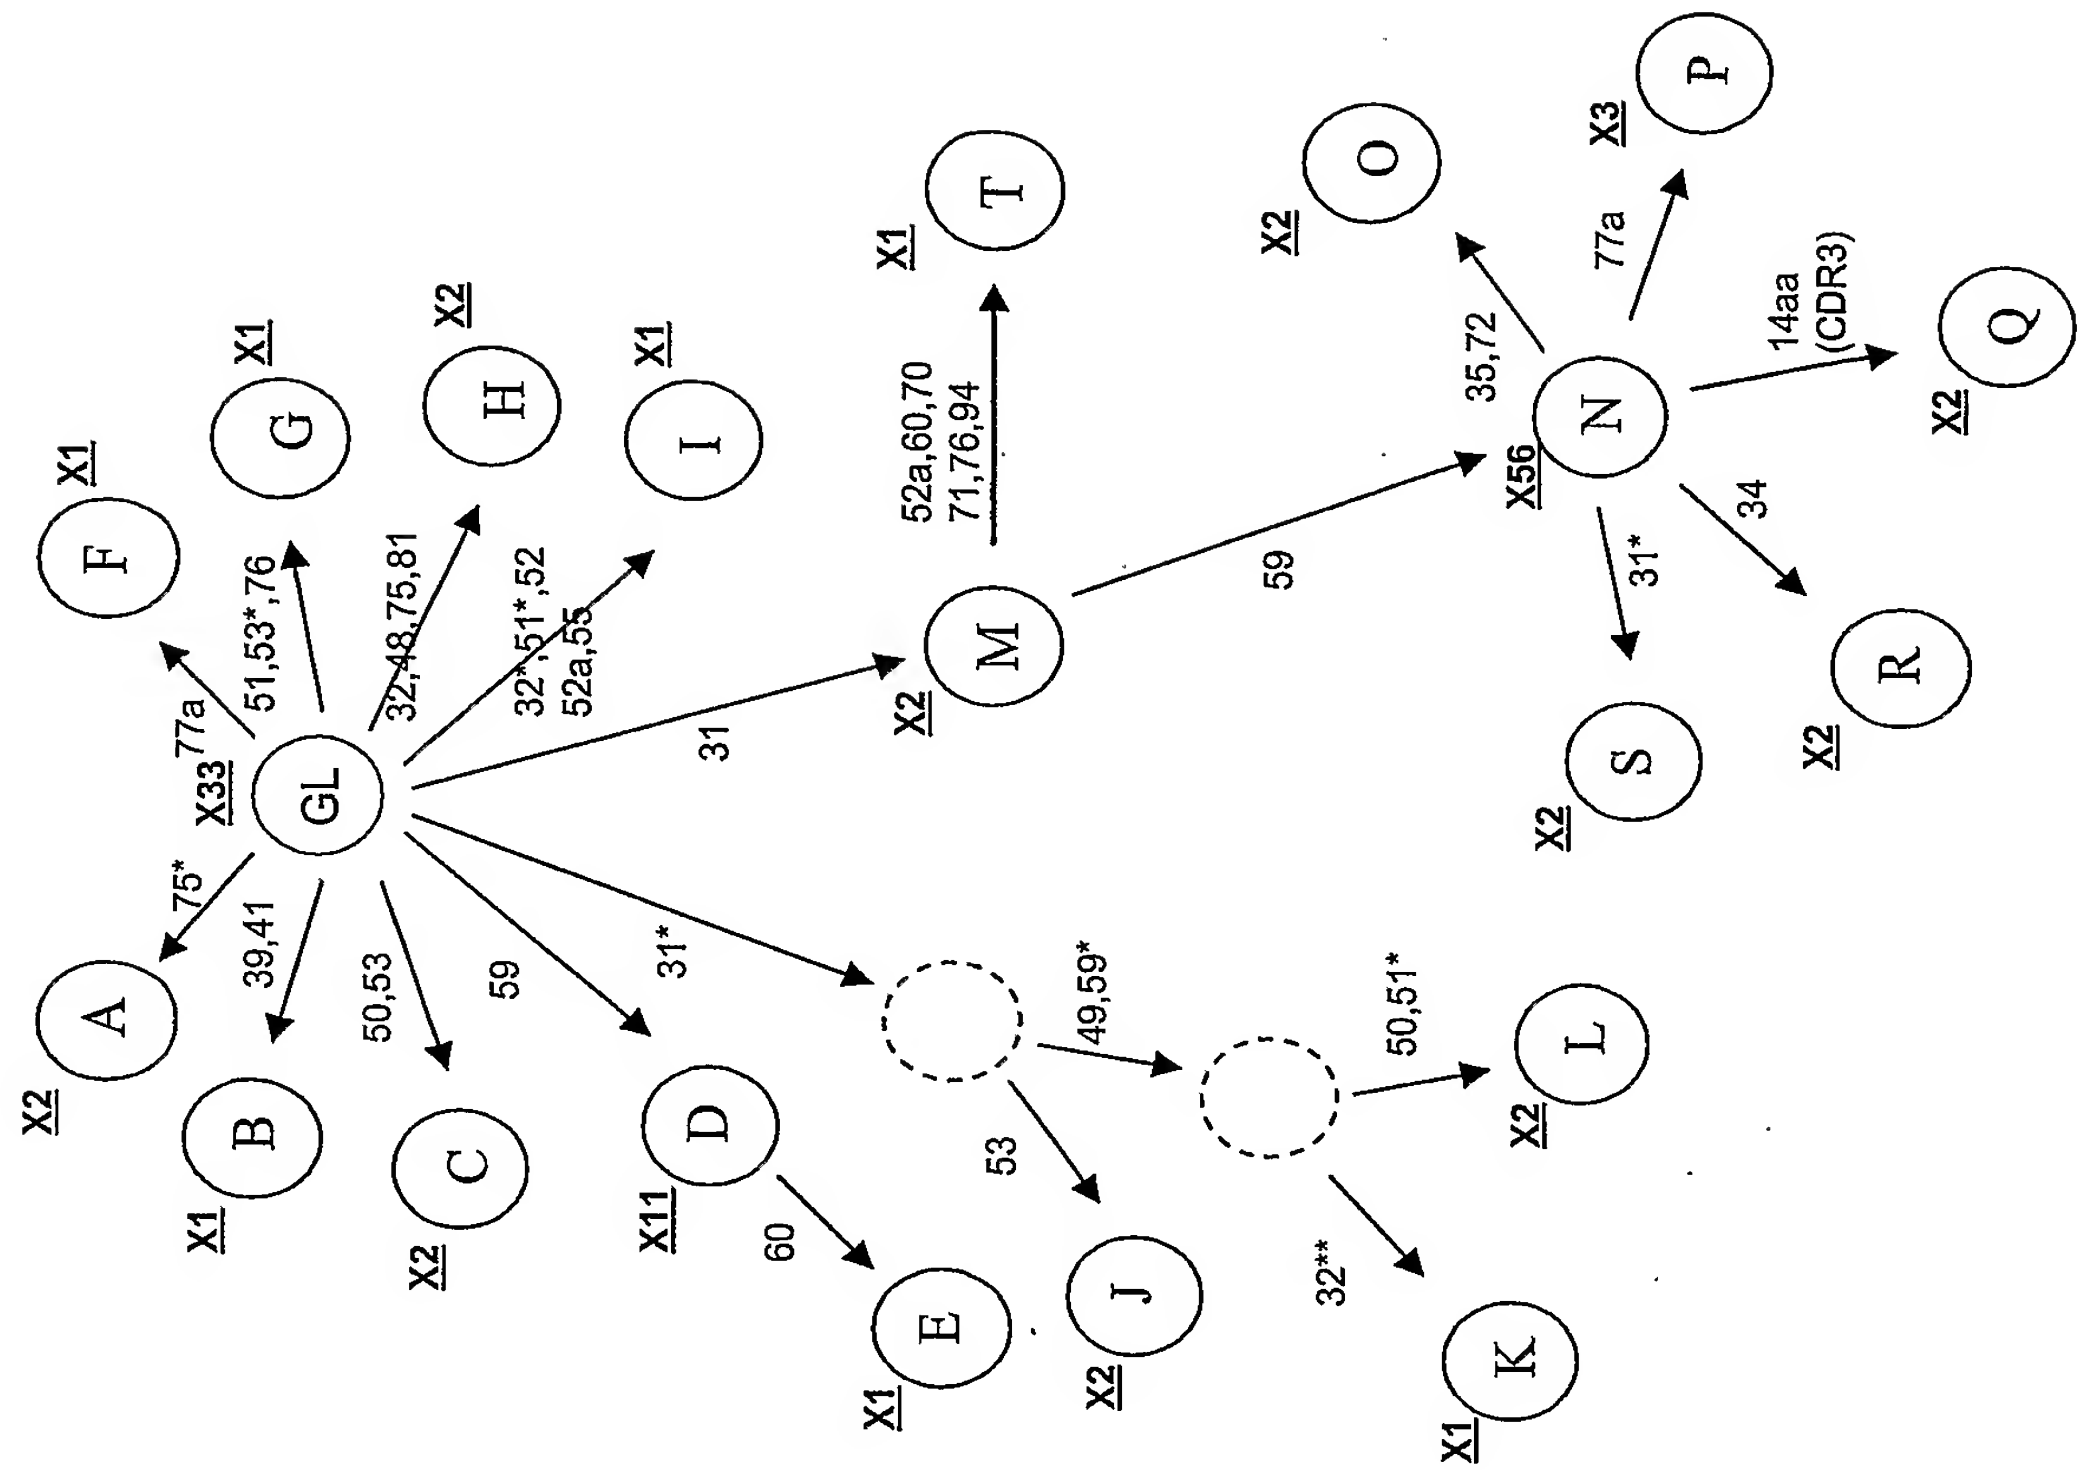 X2
A
75*
X1
B
39,41
X2
C
50,53
X33
GL
77a
X1
F
51,53*,76
X1
G
32,48,75,81
X2
H
32*,51*,52
52a,55
X1
I
59
X11
D
60
X1
E
31*
53
X2
J
49,59*
32**
X1
K
50,51*
X2
L
31
X2
M
52a,60,70
71,76,94
X1
T
59
X56
N
35,72
X2
O
77a
X3
P
14aa
(CDR3)
X2
Q
34
X2
R
31*
X2
S